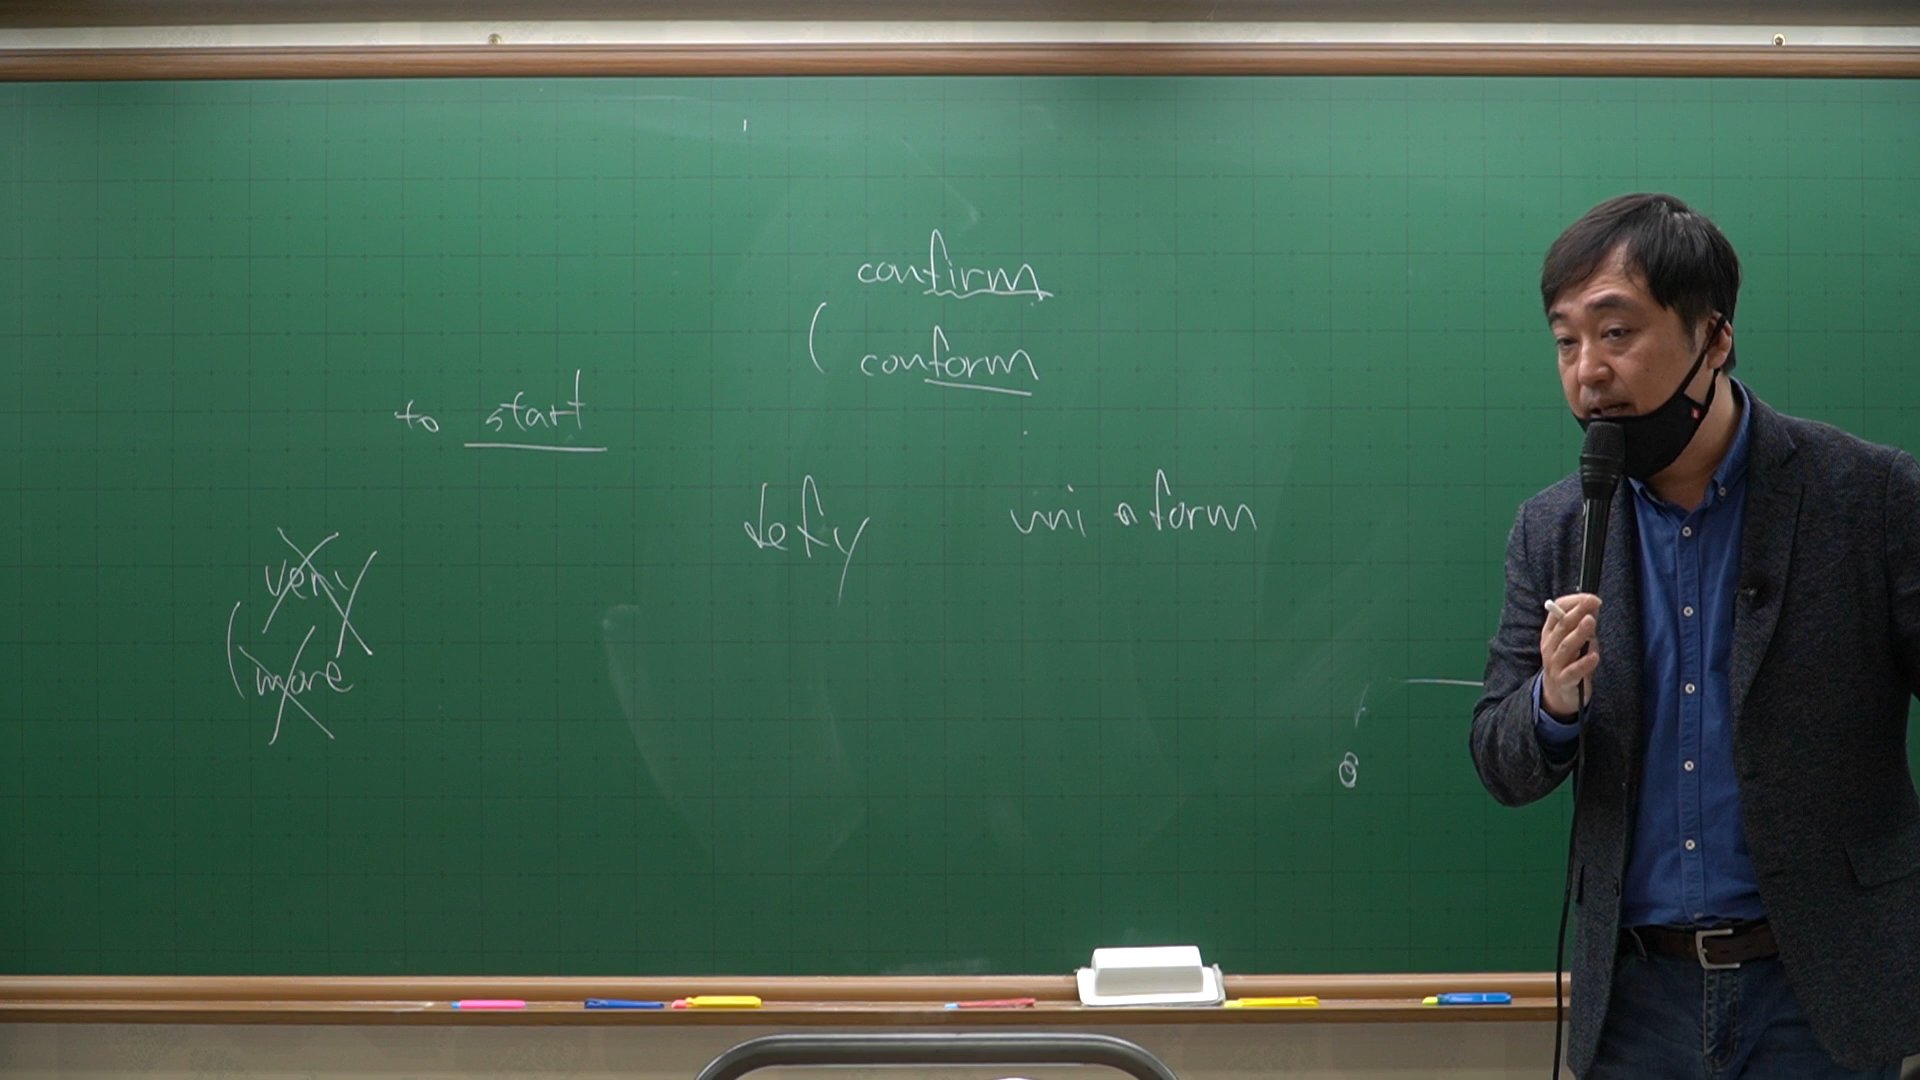 confirm
conform
to start
defy
uni form
very
more